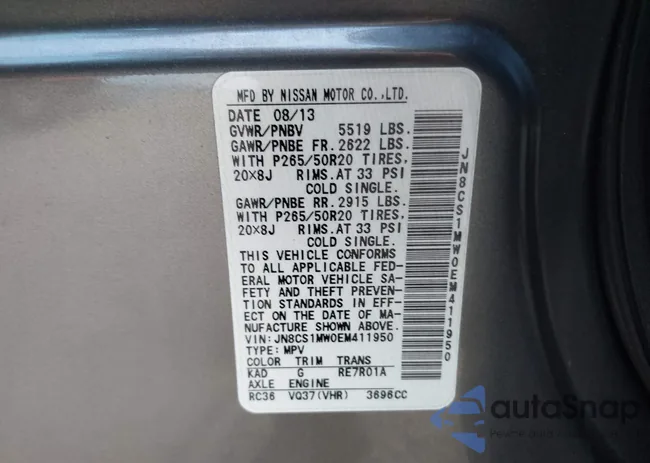 MFD BY NISSAN MOTOR CO.,LTD.
DATE 08/13
GVWR/PNBV 5519 LBS.
GAWR/PNBE FR. 2622 LBS.
WITH P265/50R20 TIRES,
20×8J RIMS.AT 33 PSI
COLD SINGLE.
GAWR/PNBE RR. 2915 LBS.
WITH P265/50R20 TIRES,
20×8J RIMS.AT 33 PSI
COLD SINGLE.
THIS VEHICLE CONFORMS
TO ALL APPLICABLE FED-
ERAL MOTOR VEHICLE SA-
FETY AND THEFT PREVEN-
TION STANDARDS IN EFF-
ECT ON THE DATE OF MA-
NUFACTURE SHOWN ABOVE.
VIN: JN8CS1MW0EM411950
TYPE: MPV
COLOR TRIM TRANS
KAD G RE7R01A
AXLE ENGINE
RC36 VQ37(VHR) 3696CC
JN8CS1MW0EM411950
autoSnap